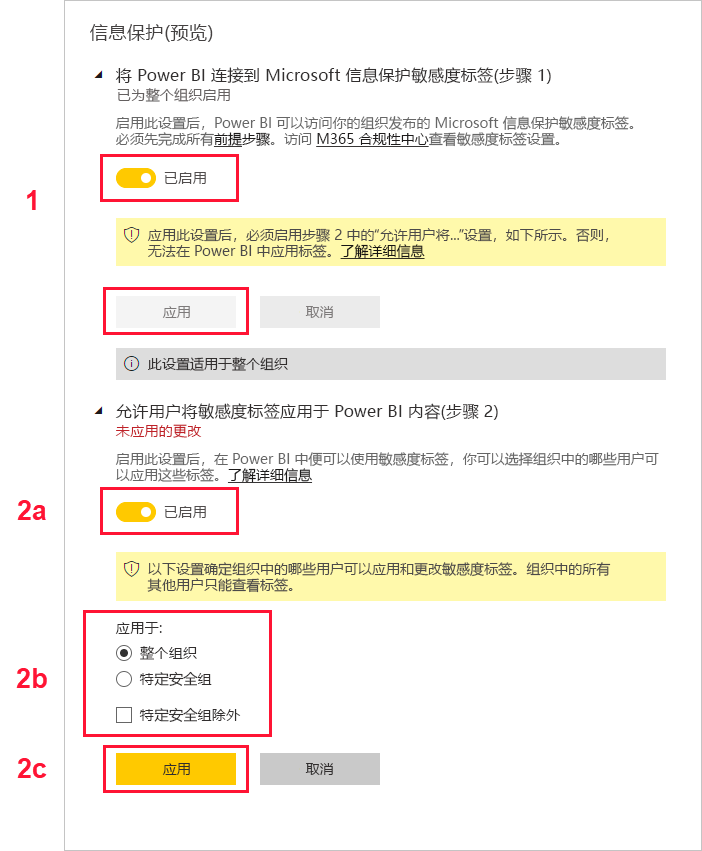 信息保护(预览)
将 Power BI 连接到 Microsoft 信息保护敏感度标签(步骤 1)
已为整个组织启用
启用此设置后，Power BI 可以访问你的组织发布的 Microsoft 信息保护敏感度标签。
必须先完成所有前提步骤。访问 M365 合规性中心查看敏感度标签设置。
1
已启用
应用此设置后，必须启用步骤 2 中的“允许用户将...”设置，如下所示。否则，
无法在 Power BI 中应用标签。了解详细信息
应用 取消
此设置适用于整个组织
允许用户将敏感度标签应用于 Power BI 内容(步骤 2)
未应用的更改
启用此设置后，在 Power BI 中便可以使用敏感度标签，你可以选择组织中的哪些用户可
以应用这些标签。了解详细信息
2a
已启用
以下设置确定组织中的哪些用户可以应用和更改敏感度标签。组织中的所有
其他用户只能查看标签。
应用于:
整个组织
2b
特定安全组
特定安全组除外
2c
应用 取消